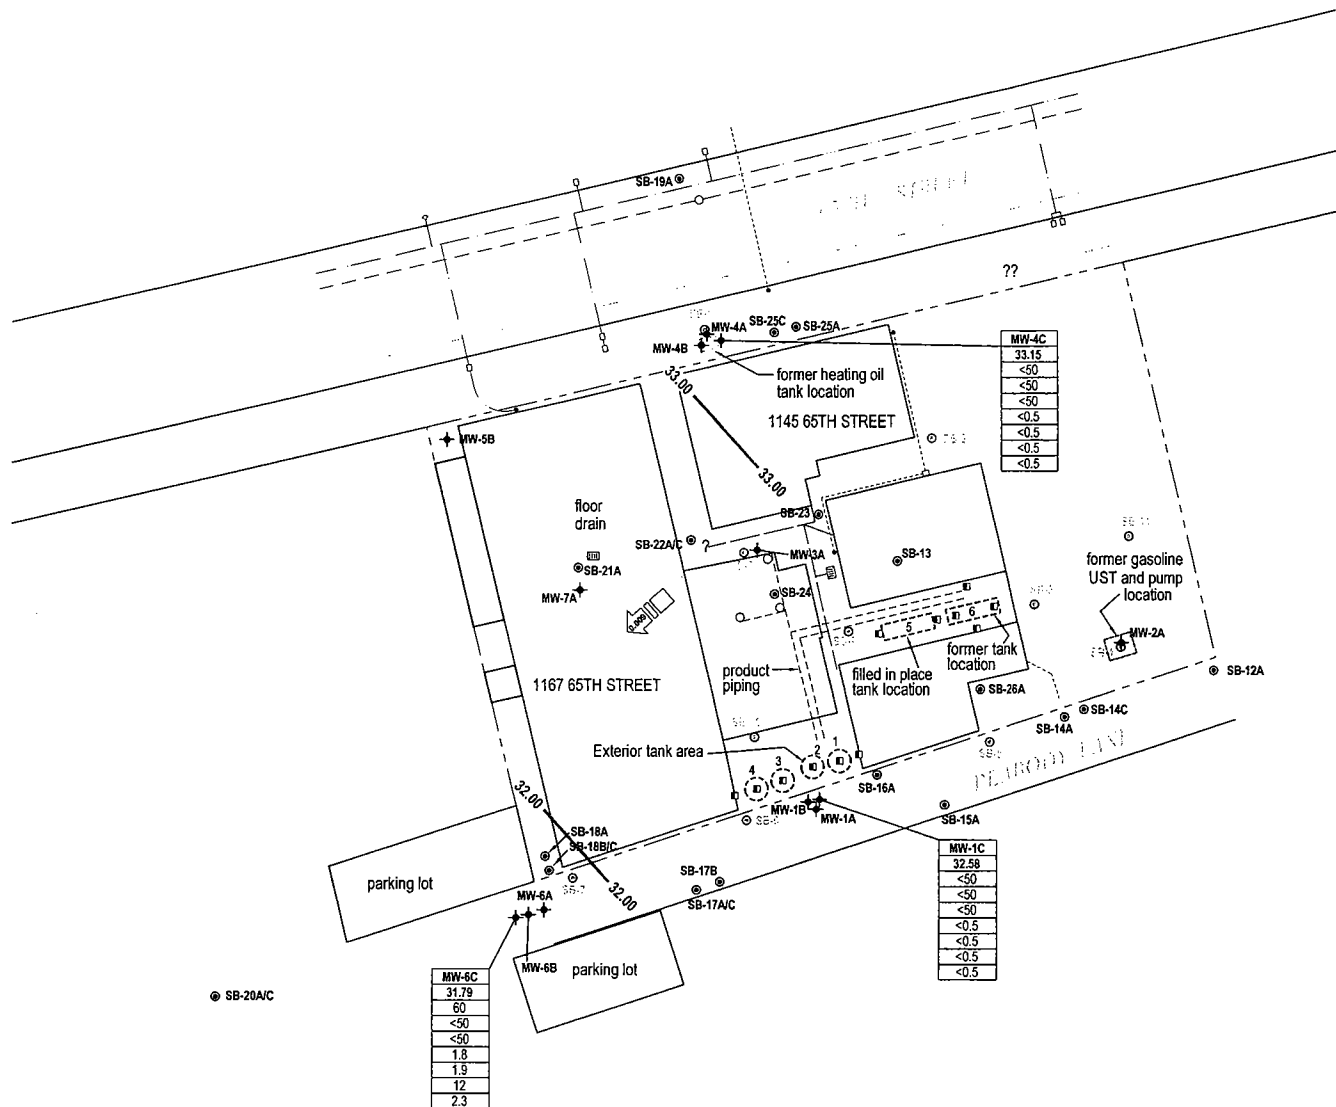 SB-19A
??
SB-25C
SB-25A
MW-4A
MW-4B
former heating oil
tank location
33.00
33.00
1145 65TH STREET
MW-4C
33.15
<50
<50
<50
<0.5
<0.5
<0.5
<0.5
MW-5B
floor
drain
SB-21A
MW-7A
0.009
SB-22A/C
?
SB-23
MW-3A
SB-13
SB-24
former gasoline
UST and pump
location
MW-2A
SB-12A
5
6
former tank
location
filled in place
tank location
product
piping
1167 65TH STREET
SB-26A
SB-14C
SB-14A
PEABODY LANE
Exterior tank area
4
3
2
1
SB-16A
SB-15A
MW-1B
MW-1A
32.00
32.00
SB-18A
SB-18B/C
SB-7
SB-17B
SB-17A/C
parking lot
parking lot
MW-6A
MW-6B
MW-1C
32.58
<50
<50
<50
<0.5
<0.5
<0.5
<0.5
MW-6C
31.79
60
<50
<50
1.8
1.9
12
2.3
SB-20A/C